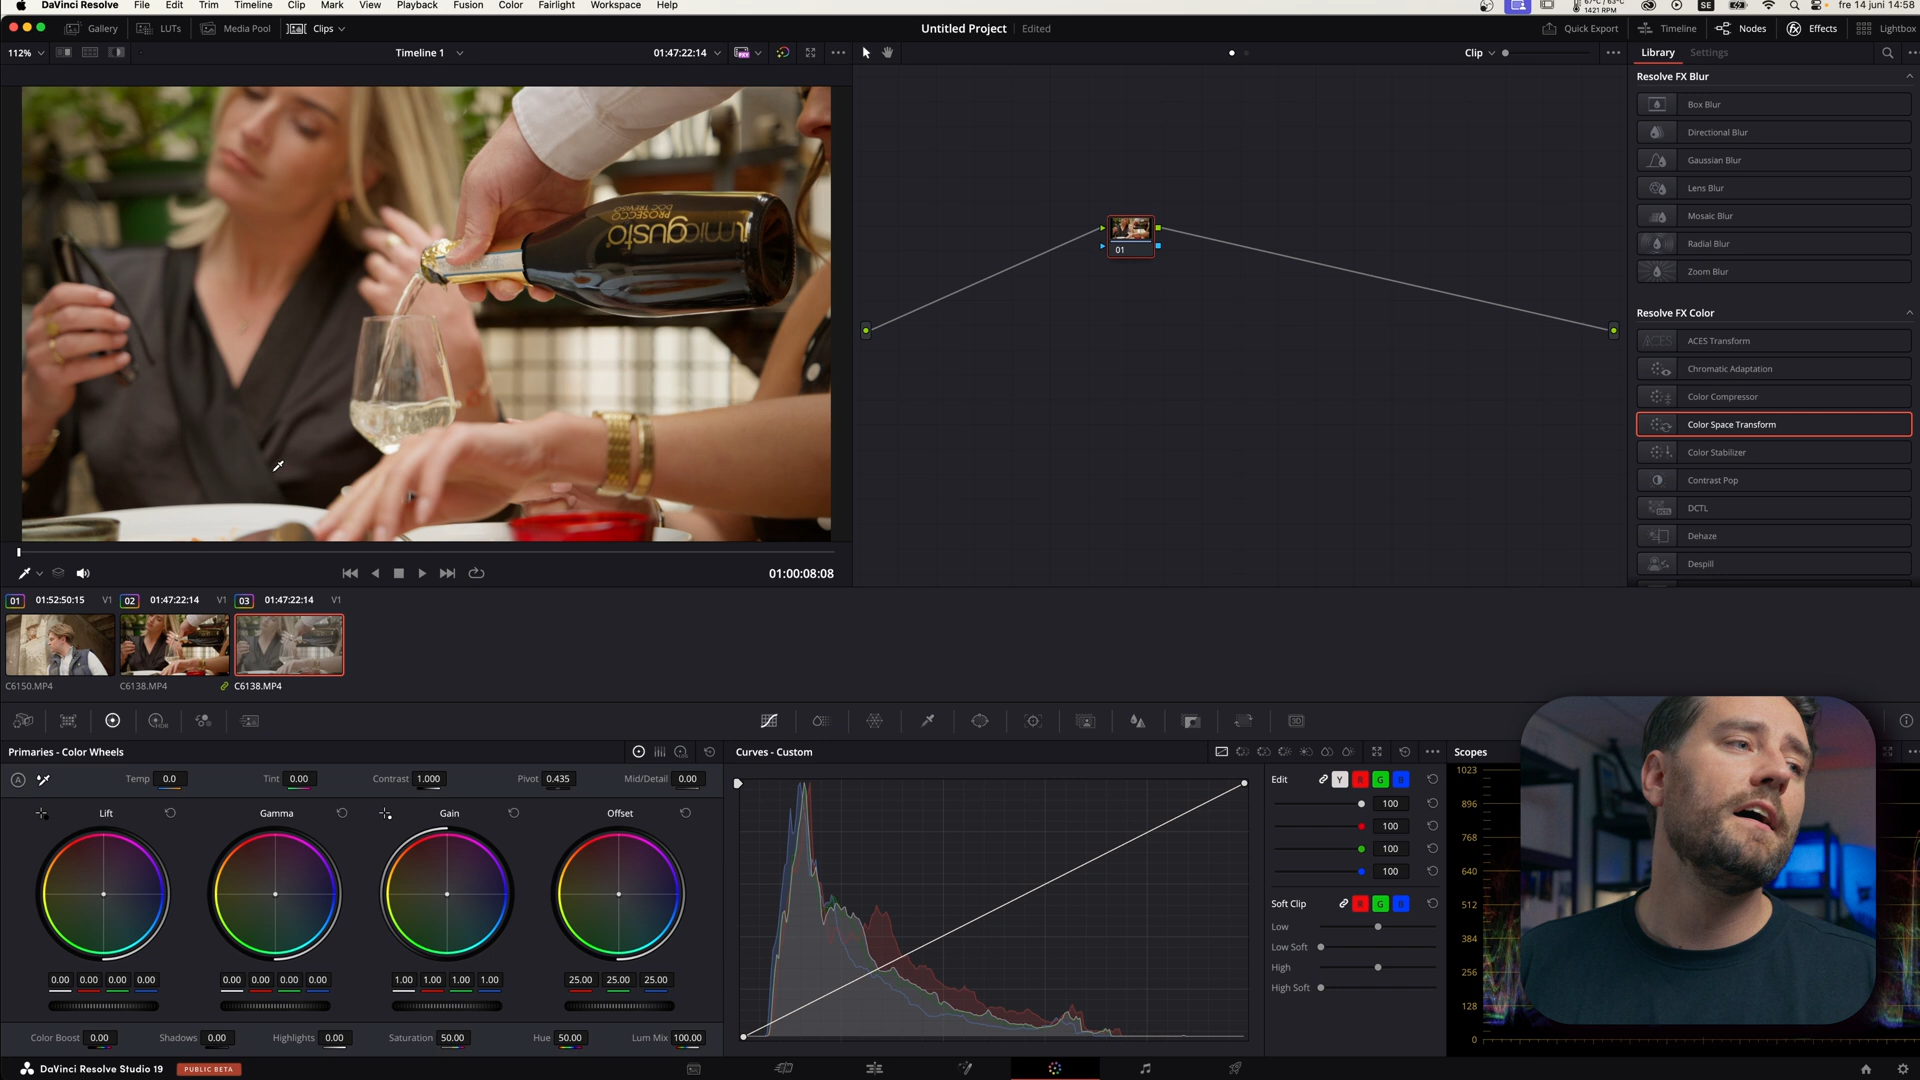 DaVinci Resolve File Edit Trim Timeline Clip Mark View Playback Fusion Color Fairlight Workspace Help
67°C / 63°C
1421 RPM
SE
fre 14 juni 14:58
Gallery LUTs Media Pool Clips
Untitled Project Edited
Quick Export Timeline Nodes Effects Lightbox
112% Timeline 1 01:47:22:14
Clip
Library Settings
Resolve FX Blur
Box Blur
Directional Blur
Gaussian Blur
Lens Blur
Mosaic Blur
Radial Blur
Zoom Blur
Resolve FX Color
ACES Transform
Chromatic Adaptation
Color Compressor
Color Space Transform
Color Stabilizer
Contrast Pop
DCTL
Dehaze
Despill
PROSECCO
DOC TREVISO
ilmiogusto
01
01:00:08:08
01 01:52:50:15 V1 02 01:47:22:14 V1 03 01:47:22:14 V1
C6150.MP4 C6138.MP4 C6138.MP4
Primaries - Color Wheels
Curves - Custom
Scopes
Temp 0.0 Tint 0.00 Contrast 1.000 Pivot 0.435 Mid/Detail 0.00
Lift Gamma Gain Offset
0.00 0.00 0.00 0.00 0.00 0.00 0.00 0.00 1.00 1.00 1.00 1.00 25.00 25.00 25.00
Color Boost 0.00 Shadows 0.00 Highlights 0.00 Saturation 50.00 Hue 50.00 Lum Mix 100.00
Edit Y R G B
100
100
100
100
Soft Clip R G B
Low
Low Soft
High
High Soft
1023
896
768
640
512
384
256
128
0
DaVinci Resolve Studio 19 PUBLIC BETA